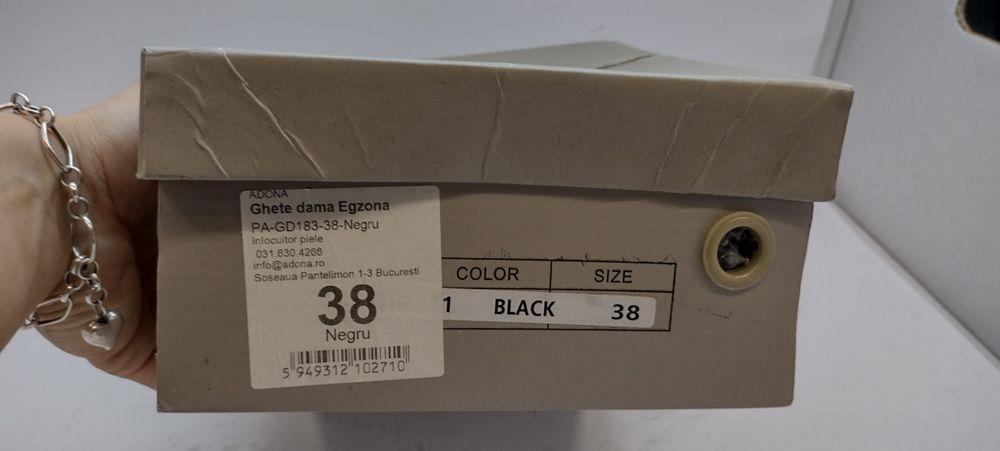 ADONA
Ghete dama Egzona
PA-GD183-38-Negru
Inlocuitor piele
031.630.4266
info@adona.ro
Soseaua Pantelimon 1-3 Bucuresti
38
Negru
5 949312 102710
COLOR SIZE
1 BLACK 38